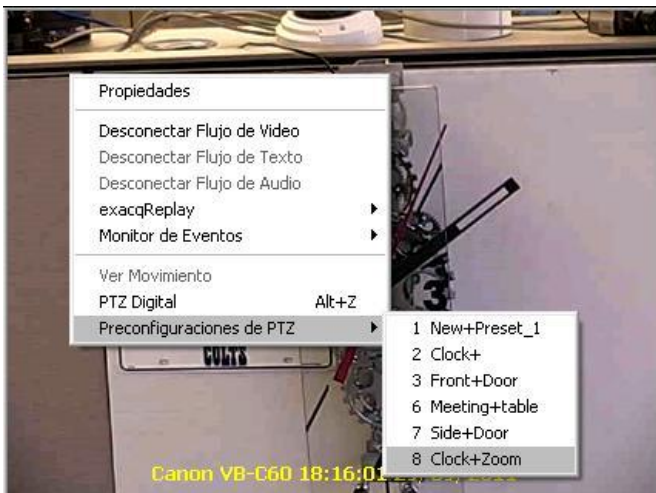 Propiedades
Desconectar Flujo de Video
Desconectar Flujo de Texto
Desconectar Flujo de Audio
exacqReplay
Monitor de Eventos
Ver Movimiento
PTZ Digital Alt+Z
Preconfiguraciones de PTZ
1 New+Preset_1
2 Clock+
3 Front+Door
6 Meeting+table
7 Side+Door
8 Clock+Zoom
3
COLTS
Canon VB-C60 18:16:01